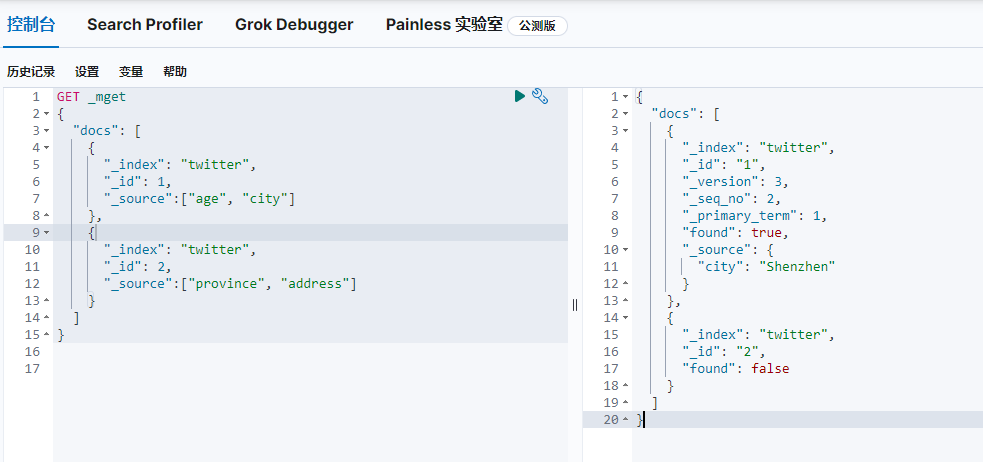 控制台 Search Profiler Grok Debugger Painless 实验室 公测版
历史记录 设置 变量 帮助
1 GET _mget
2 {
3 "docs": [
4 {
5 "_index": "twitter",
6 "_id": 1,
7 "_source":["age", "city"]
8 },
9 {
10 "_index": "twitter",
11 "_id": 2,
12 "_source":["province", "address"]
13 }
14 ]
15 }
16
17
1 {
2 "docs": [
3 {
4 "_index": "twitter",
5 "_id": "1",
6 "_version": 3,
7 "_seq_no": 2,
8 "_primary_term": 1,
9 "found": true,
10 "_source": {
11 "city": "Shenzhen"
12 }
13 },
14 {
15 "_index": "twitter",
16 "_id": "2",
17 "found": false
18 }
19 ]
20 }